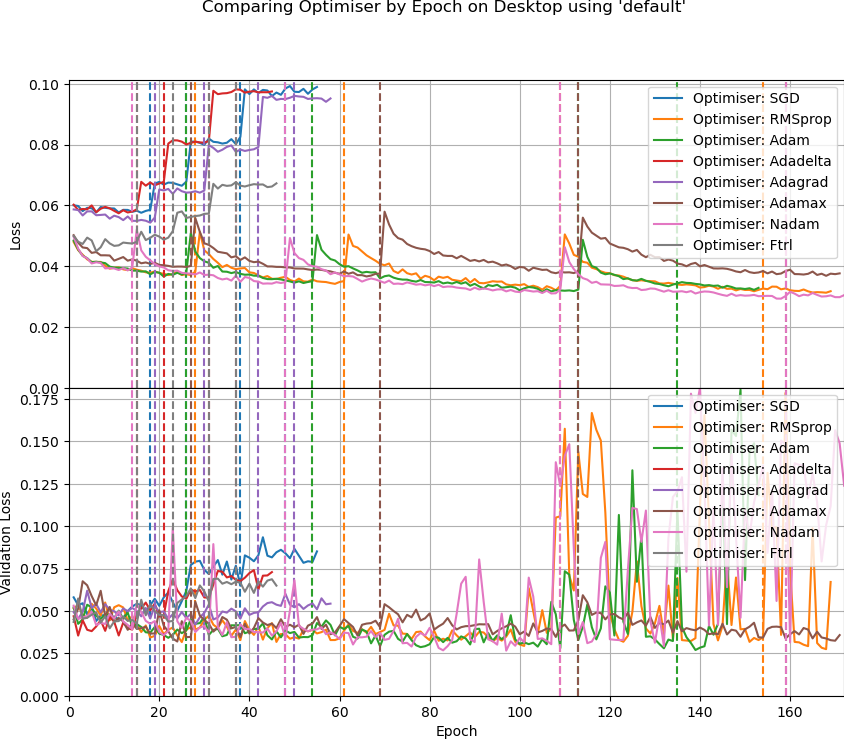 Comparing Optimiser by Epoch on Desktop using 'default'
0.10
0.08
0.06
0.04
0.02
0.00
Loss
Optimiser: SGD
Optimiser: RMSprop
Optimiser: Adam
Optimiser: Adadelta
Optimiser: Adagrad
Optimiser: Adamax
Optimiser: Nadam
Optimiser: Ftrl
0.175
0.150
0.125
0.100
0.075
0.050
0.025
0.000
Validation Loss
Optimiser: SGD
Optimiser: RMSprop
Optimiser: Adam
Optimiser: Adadelta
Optimiser: Adagrad
Optimiser: Adamax
Optimiser: Nadam
Optimiser: Ftrl
0 20 40 60 80 100 120 140 160
Epoch